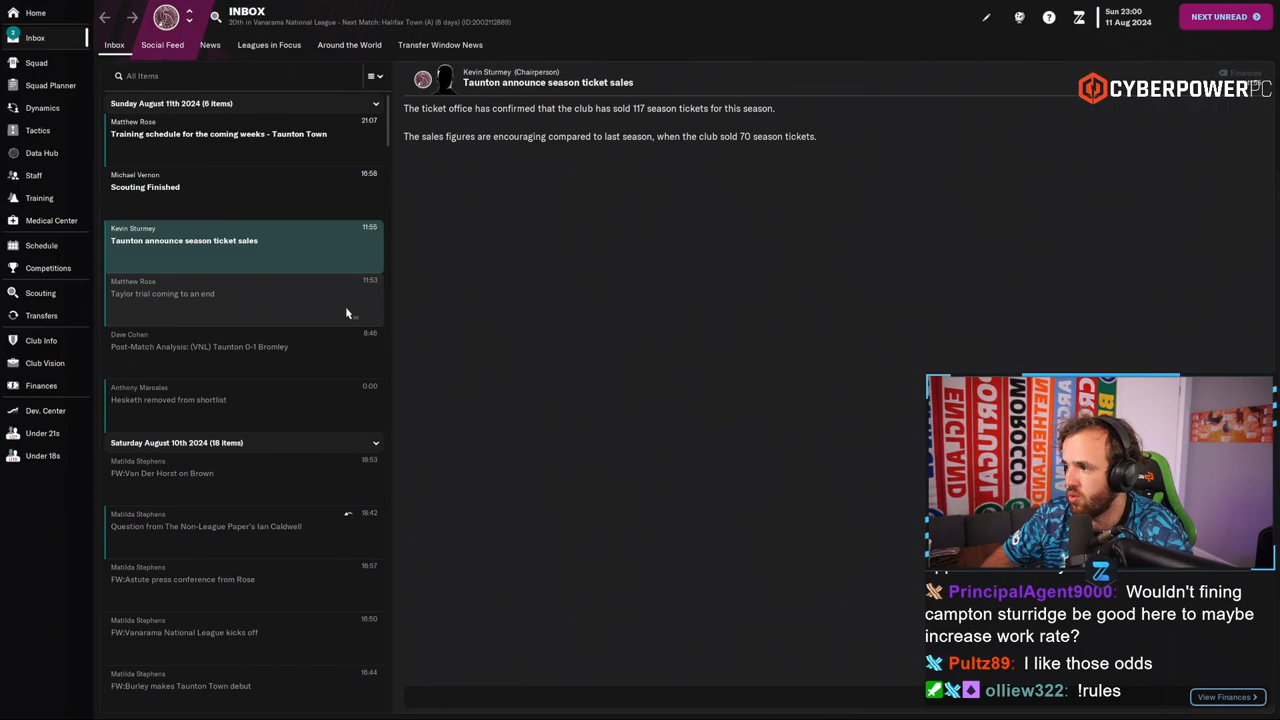 Home
Inbox
2
Squad
Squad Planner
Dynamics
Tactics
Data Hub
Staff
Training
Medical Center
Schedule
Competitions
Scouting
Transfers
Club Info
Club Vision
Finances
Dev. Center
Under 21s
Under 18s
INBOX
20th in Vanarama National League - Next Match: Halifax Town (A) (6 days) (ID:2002112889)
Sun 23:00
11 Aug 2024
NEXT UNREAD
Inbox
Social Feed
News
Leagues in Focus
Around the World
Transfer Window News
All Items
Sunday August 11th 2024 (6 items)
Matthew Rose 21:07
Training schedule for the coming weeks - Taunton Town
Michael Vernon 16:58
Scouting Finished
Kevin Sturmey 11:55
Taunton announce season ticket sales
Matthew Rose 11:53
Taylor trial coming to an end
Dave Cohen 8:46
Post-Match Analysis: (VNL) Taunton 0-1 Bromley
Anthony Marcales 0:00
Hesketh removed from shortlist
Saturday August 10th 2024 (18 items)
Matilda Stephens 18:53
FW:Van Der Horst on Brown
Matilda Stephens 18:42
Question from The Non-League Paper's Ian Caldwell
Matilda Stephens 16:57
FW:Astute press conference from Rose
Matilda Stephens 16:50
FW:Vanarama National League kicks off
Matilda Stephens 16:44
FW:Burley makes Taunton Town debut
Kevin Sturmey (Chairperson)
Taunton announce season ticket sales
Finances
The ticket office has confirmed that the club has sold 117 season tickets for this season.
The sales figures are encouraging compared to last season, when the club sold 70 season tickets.
CYBERPOWERPC
ENGLAND
PORTUGAL
MOROCCO
NETHERLAND
PrincipalAgent9000: Wouldn't fining
campton sturridge be good here to maybe
increase work rate?
Pultz89: I like those odds
olliew322: !rules
View Finances